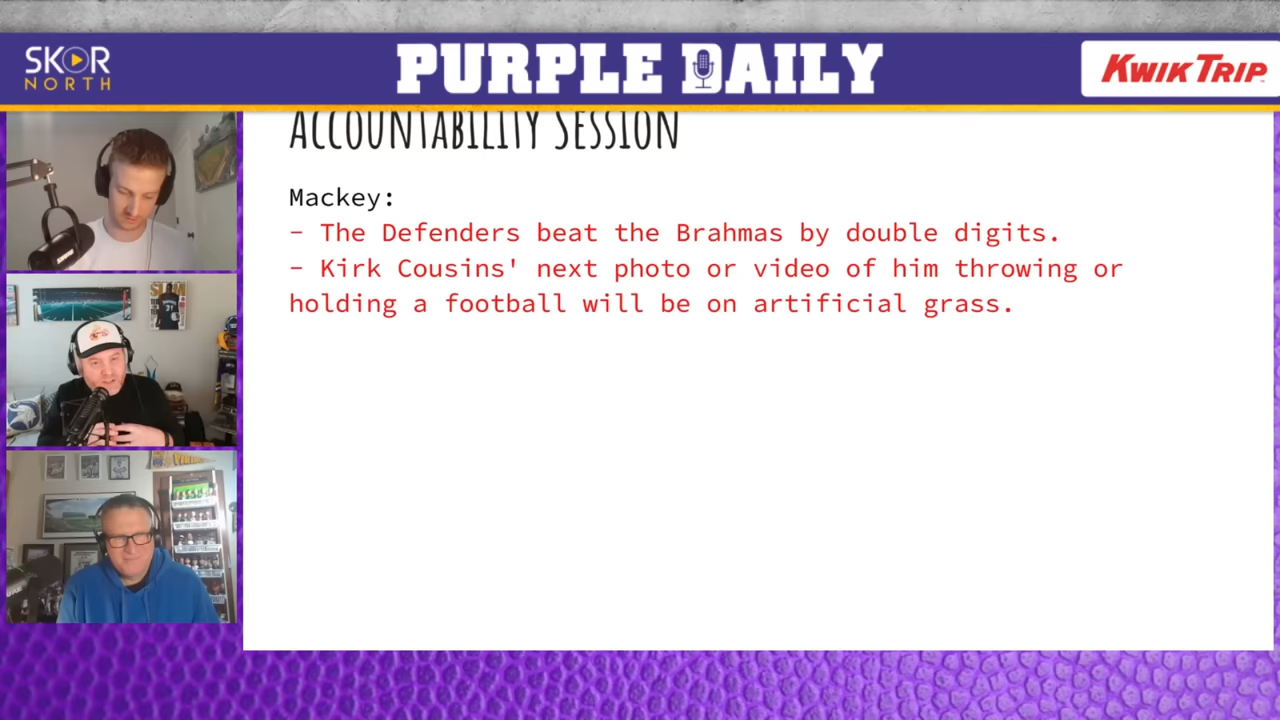 SKOR
NORTH
PURPLE DAILY
KWIK TRIP
ACCOUNTABILITY SESSION
Mackey:
- The Defenders beat the Brahmas by double digits.
- Kirk Cousins' next photo or video of him throwing or
holding a football will be on artificial grass.